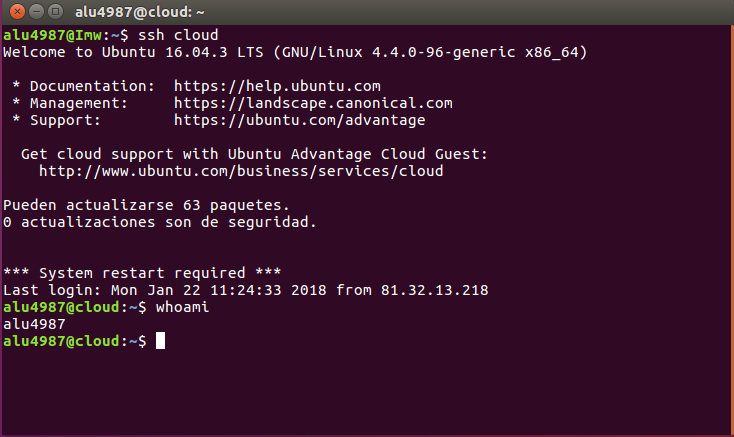 alu4987@cloud: ~
alu4987@Imw:~$ ssh cloud
Welcome to Ubuntu 16.04.3 LTS (GNU/Linux 4.4.0-96-generic x86_64)
* Documentation:  https://help.ubuntu.com
* Management:     https://landscape.canonical.com
* Support:        https://ubuntu.com/advantage
Get cloud support with Ubuntu Advantage Cloud Guest:
http://www.ubuntu.com/business/services/cloud
Pueden actualizarse 63 paquetes.
0 actualizaciones son de seguridad.
*** System restart required ***
Last login: Mon Jan 22 11:24:33 2018 from 81.32.13.218
alu4987@cloud:~$ whoami
alu4987
alu4987@cloud:~$